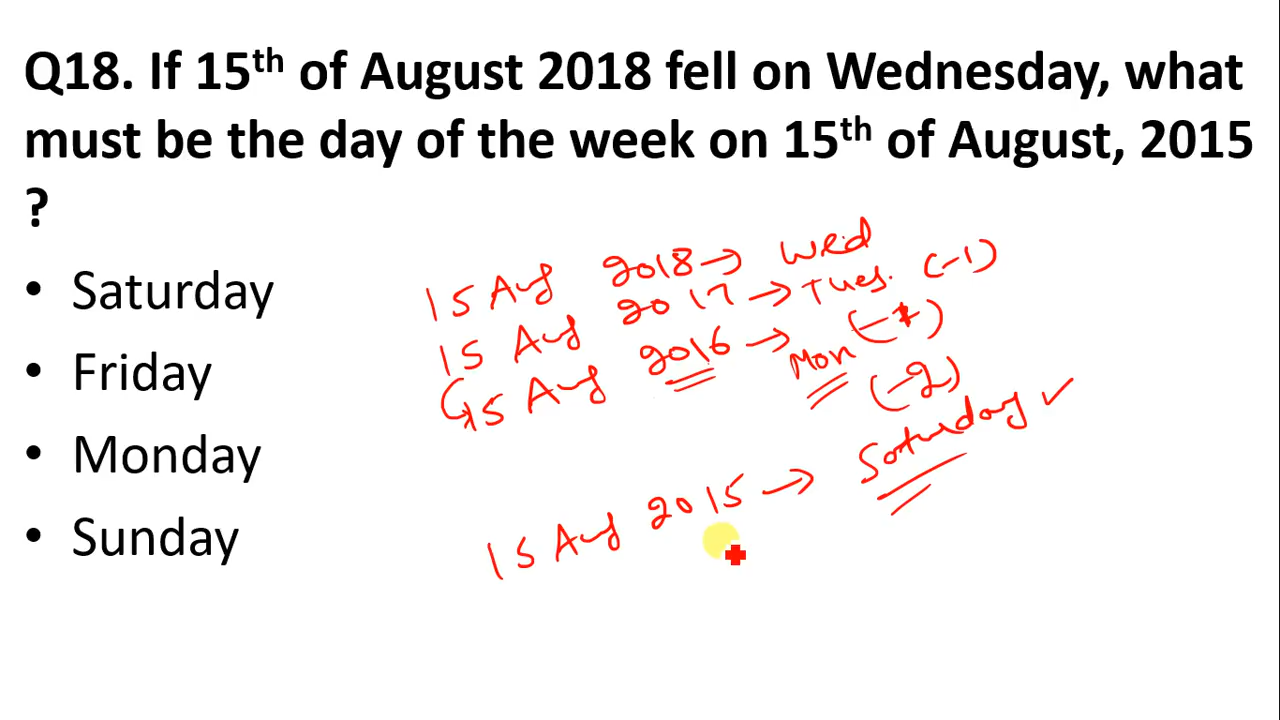 Q18. If 15th of August 2018 fell on Wednesday, what
must be the day of the week on 15th of August, 2015
?
• Saturday
• Friday
• Monday
• Sunday
15 Aug 2018 → Wed
15 Aug 2017 → Tues. (-1)
15 Aug 2016 → Mon (-1)
(-2)
15 Aug 2015 → Saturday ✓